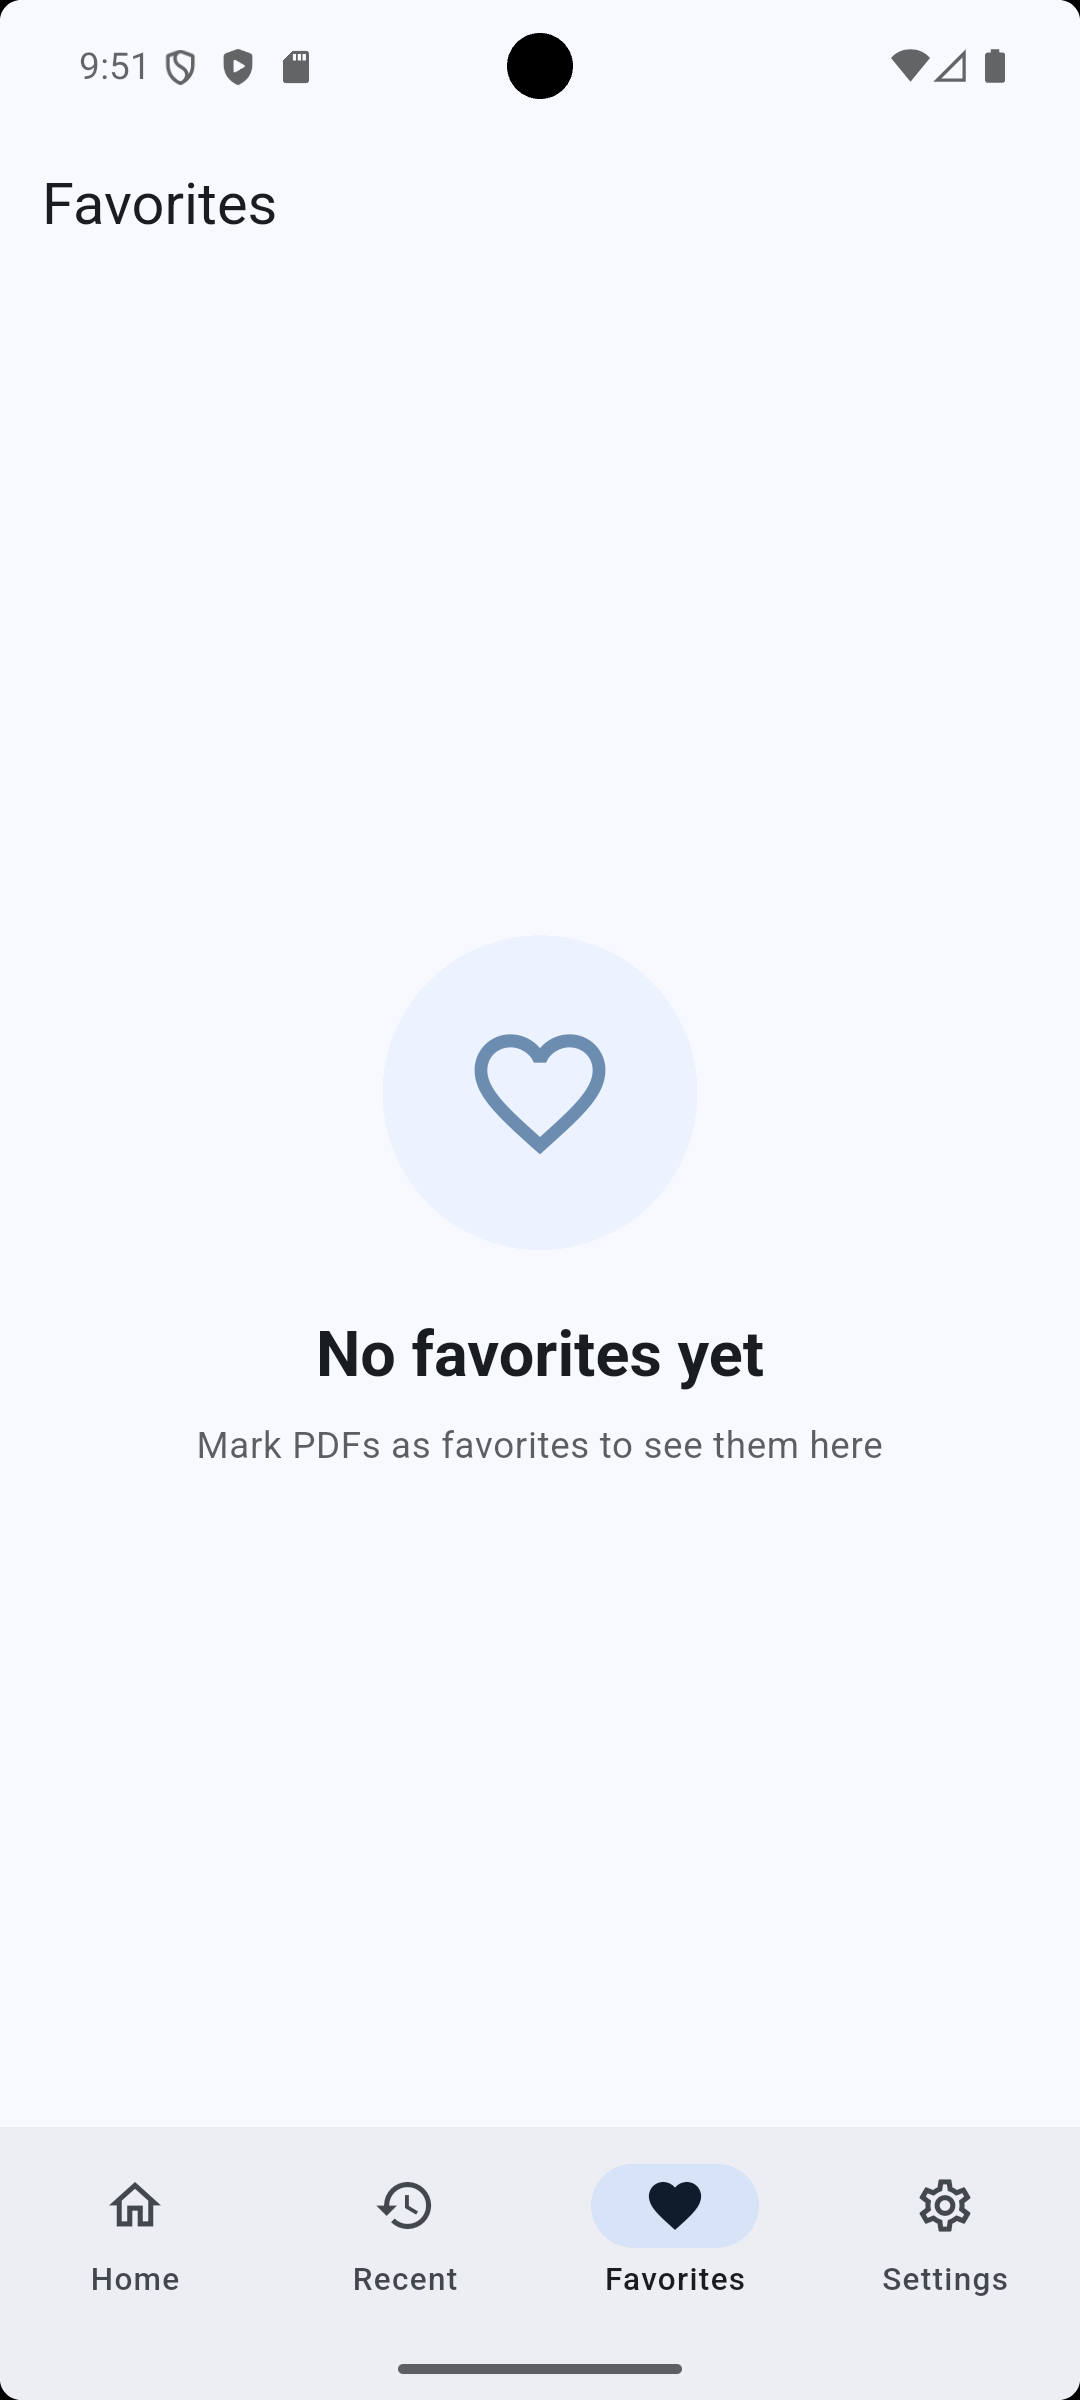 9:51
Favorites
No favorites yet
Mark PDFs as favorites to see them here
Home
Recent
Favorites
Settings